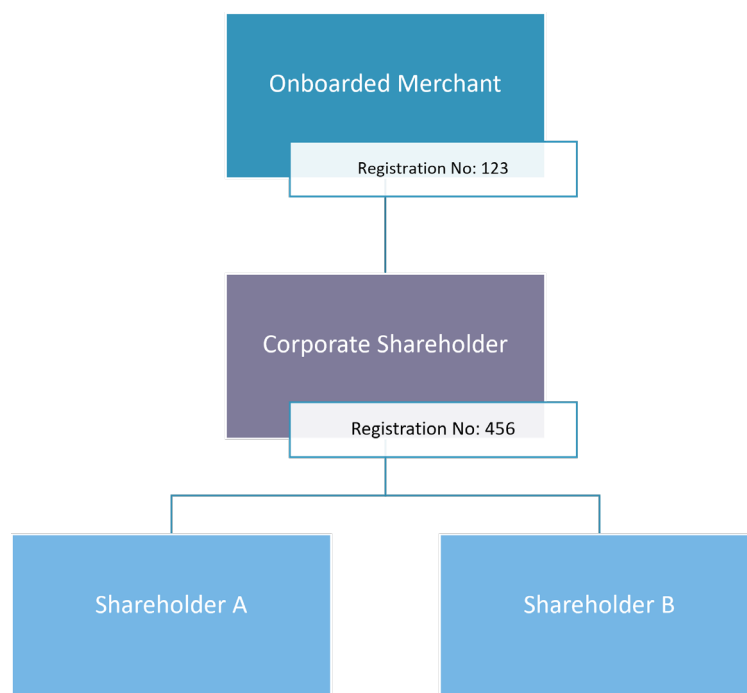 Onboarded Merchant
Registration No: 123
Corporate Shareholder
Registration No: 456
Shareholder A
Shareholder B